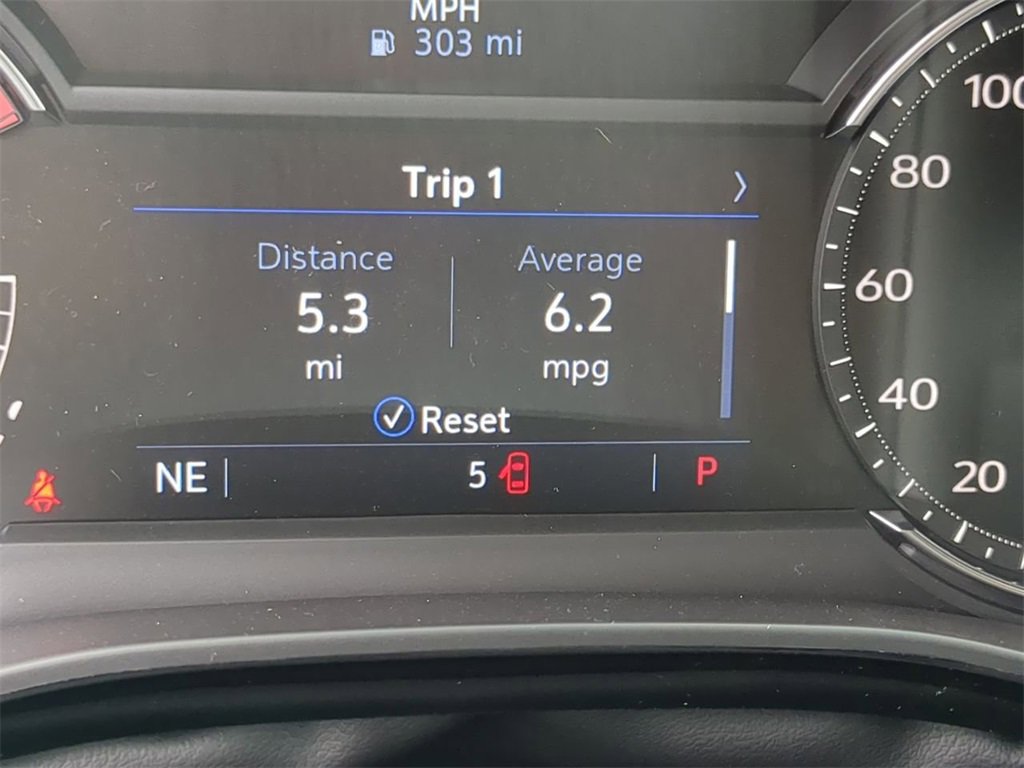 MPH
303 mi
Trip 1 >
Distance Average
5.3 6.2
mi mpg
Reset
NE 5 P
100
80
60
40
20